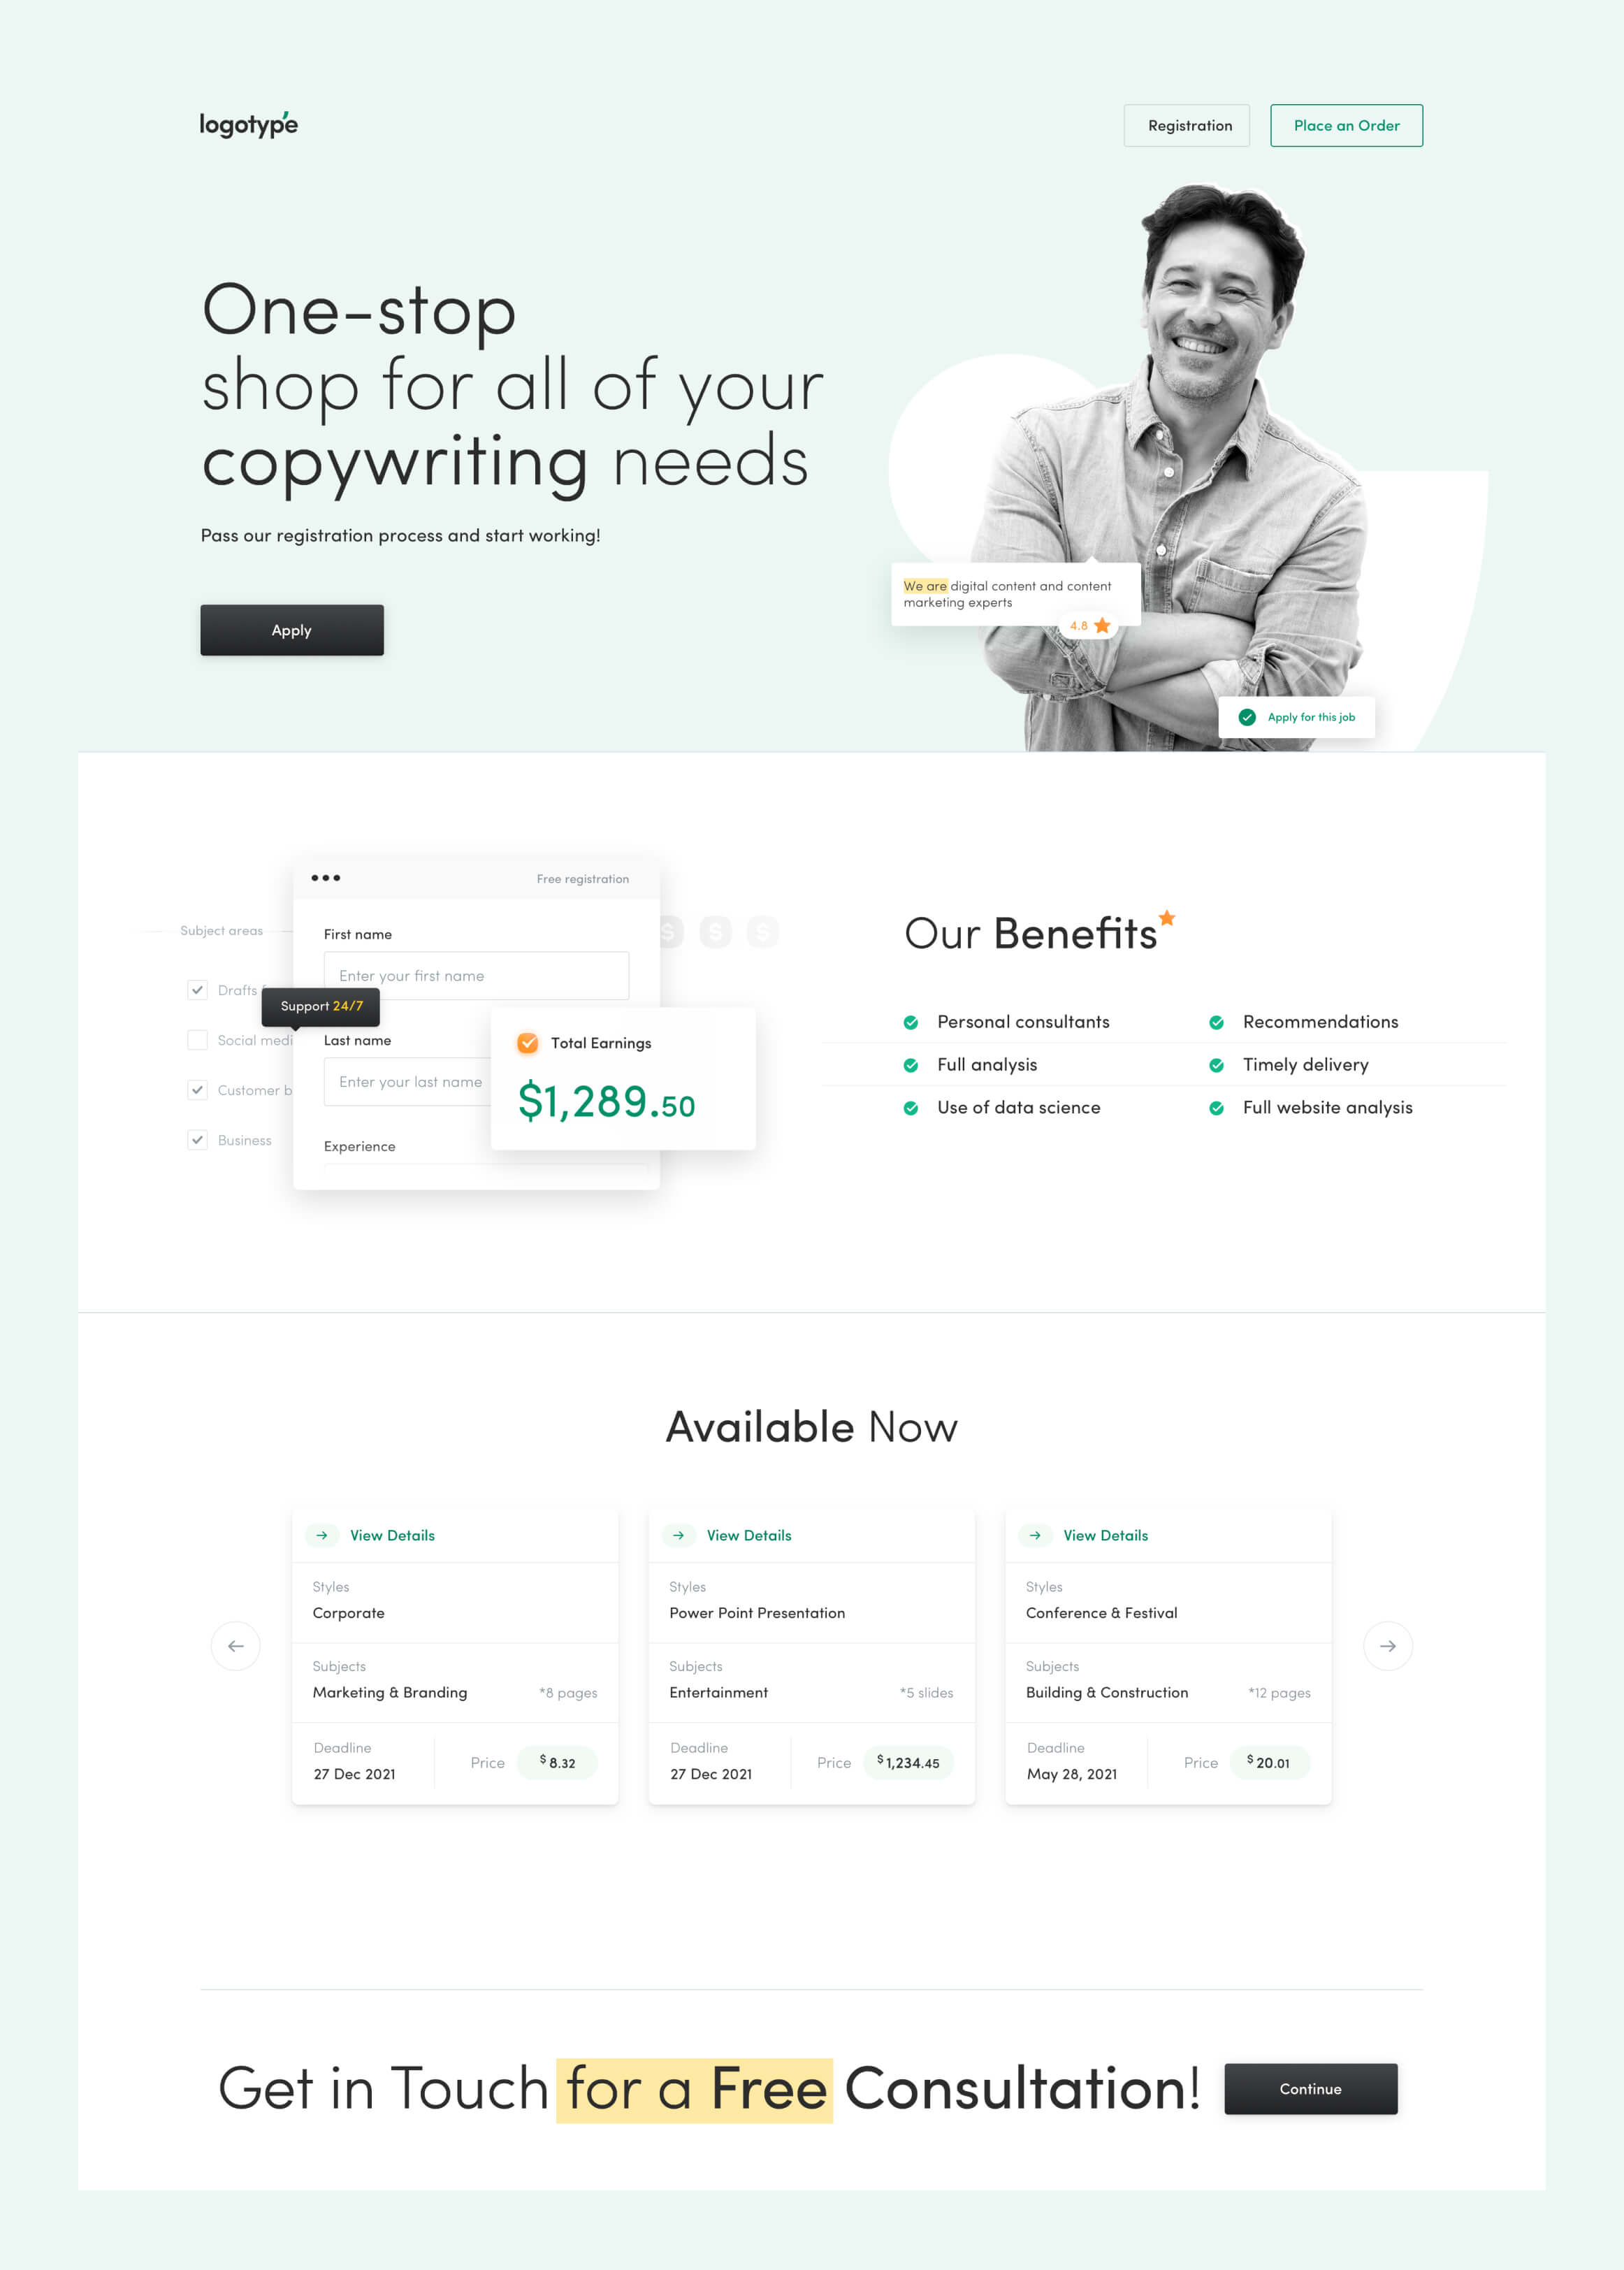 logotype
Registration
Place an Order
One-stop
shop for all of your
copywriting needs
Pass our registration process and start working!
Apply
We are digital content and content
marketing experts
4.8
Apply for this job
Free registration
Subject areas
First name
Enter your first name
$ $ $
Drafts
Support 24/7
Social medi
Last name
Total Earnings
Customer b
Enter your last name
$1,289.50
Business
Experience
Our Benefits
Personal consultants
Recommendations
Full analysis
Timely delivery
Use of data science
Full website analysis
Available Now
View Details
Styles
Corporate
Subjects
Marketing & Branding
*8 pages
Deadline
27 Dec 2021
Price
$ 8.32
View Details
Styles
Power Point Presentation
Subjects
Entertainment
*5 slides
Deadline
27 Dec 2021
Price
$ 1,234.45
View Details
Styles
Conference & Festival
Subjects
Building & Construction
*12 pages
Deadline
May 28, 2021
Price
$ 20.01
Get in Touch for a Free Consultation!
Continue